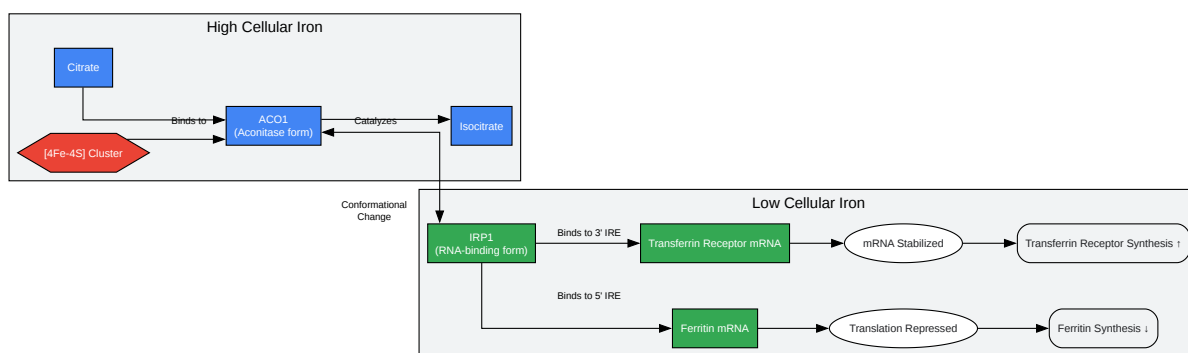 High Cellular Iron
Citrate
Binds to
ACO1
(Aconitase form)
Catalyzes
Isocitrate
[4Fe-4S] Cluster
Conformational
Change
Low Cellular Iron
IRP1
(RNA-binding form)
Binds to 3' IRE
Transferrin Receptor mRNA
mRNA Stabilized
Transferrin Receptor Synthesis ↑
Binds to 5' IRE
Ferritin mRNA
Translation Repressed
Ferritin Synthesis ↓